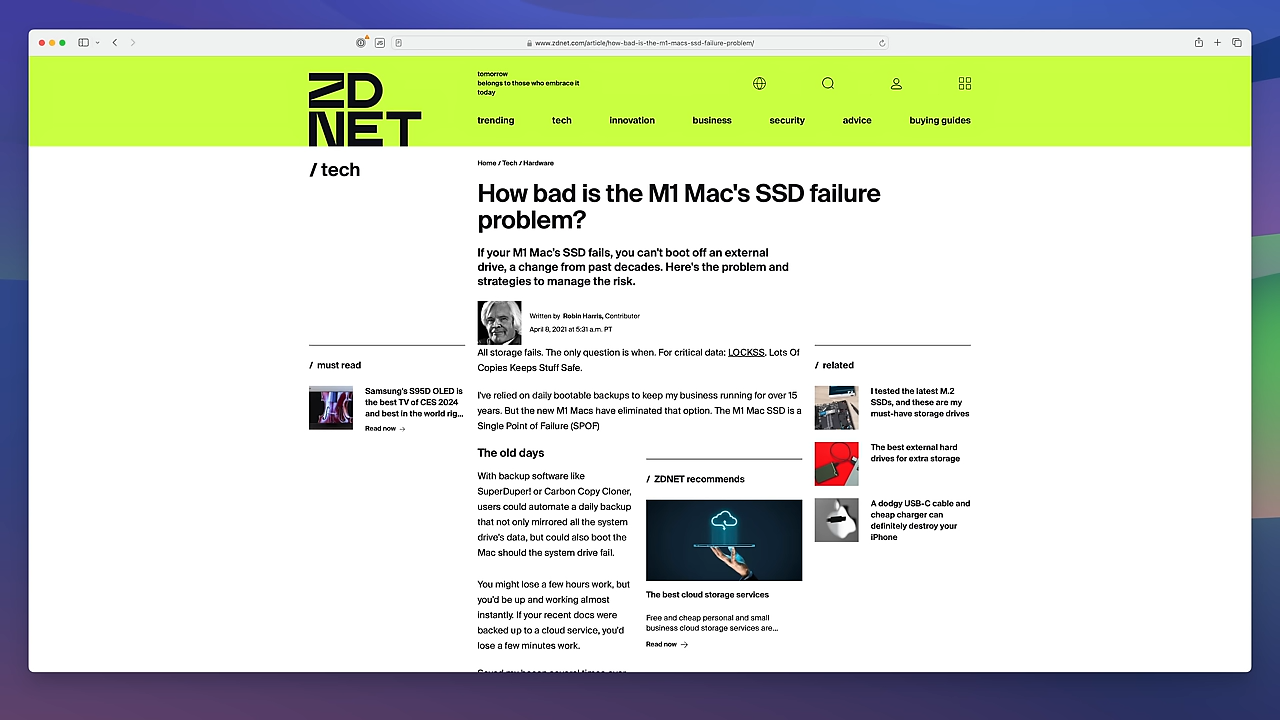 www.zdnet.com/article/how-bad-is-the-m1-macs-ssd-failure-problem/
ZD
NET
tomorrow
belongs to those who embrace it
today
trending
tech
innovation
business
security
advice
buying guides
/ tech
Home / Tech / Hardware
How bad is the M1 Mac's SSD failure
problem?
If your M1 Mac's SSD fails, you can't boot off an external
drive, a change from past decades. Here's the problem and
strategies to manage the risk.
Written by Robin Harris, Contributor
April 8, 2021 at 5:31 a.m. PT
/ must read
Samsung's S95D OLED is
the best TV of CES 2024
and best in the world rig...
Read now →
All storage fails. The only question is when. For critical data: LOCKSS, Lots Of
Copies Keeps Stuff Safe.
I've relied on daily bootable backups to keep my business running for over 15
years. But the new M1 Macs have eliminated that option. The M1 Mac SSD is a
Single Point of Failure (SPOF)
The old days
With backup software like
SuperDuper! or Carbon Copy Cloner,
users could automate a daily backup
that not only mirrored all the system
drive's data, but could also boot the
Mac should the system drive fail.
You might lose a few hours work, but
you'd be up and working almost
instantly. If your recent docs were
backed up to a cloud service, you'd
lose a few minutes work.
/ ZDNET recommends
The best cloud storage services
Free and cheap personal and small
business cloud storage services are...
Read now →
/ related
I tested the latest M.2
SSDs, and these are my
must-have storage drives
The best external hard
drives for extra storage
A dodgy USB-C cable and
cheap charger can
definitely destroy your
iPhone